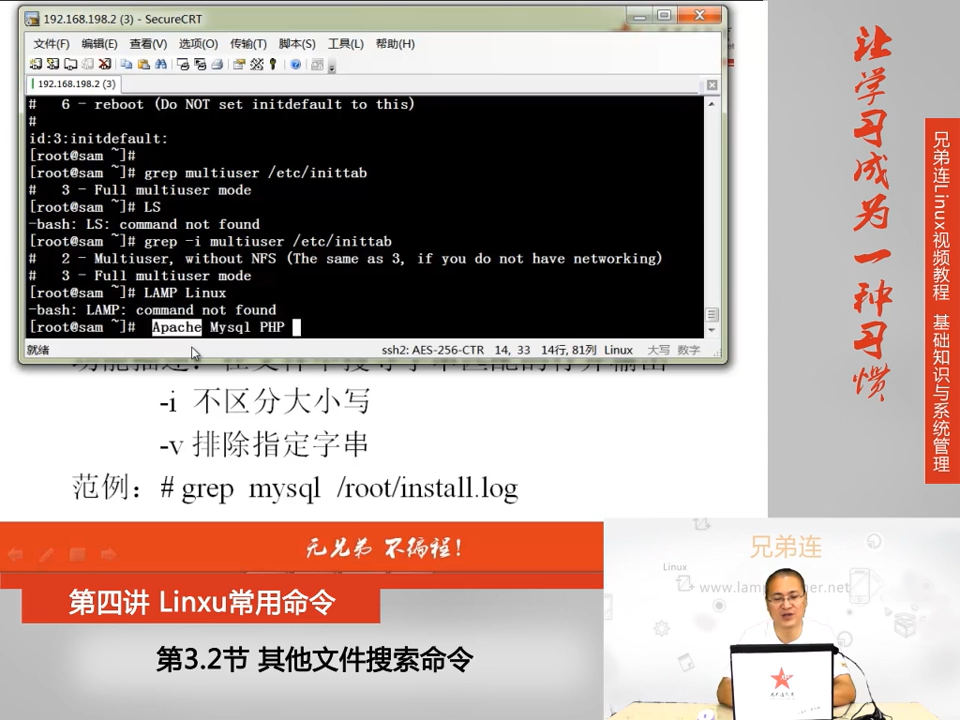 192.168.198.2 (3) - SecureCRT
文件(F) 编辑(E) 查看(V) 选项(O) 传输(T) 脚本(S) 工具(L) 帮助(H)
192.168.198.2 (3)
# 6 - reboot (Do NOT set initdefault to this)
#
id:3:initdefault:
[root@sam ~]#
[root@sam ~]# grep multiuser /etc/inittab
# 3 - Full multiuser mode
[root@sam ~]# LS
-bash: LS: command not found
[root@sam ~]# grep -i multiuser /etc/inittab
# 2 - Multiuser, without NFS (The same as 3, if you do not have networking)
# 3 - Full multiuser mode
[root@sam ~]# LAMP Linux
-bash: LAMP: command not found
[root@sam ~]# Apache Mysql PHP
就绪 ssh2: AES-256-CTR 14, 33 14行, 81列 Linux 大写 数字
-i 不区分大小写
-v 排除指定字串
范例：# grep mysql /root/install.log
无兄弟 不编程!
第四讲 Linxu常用命令
第3.2节 其他文件搜索命令
让学习成为一种习惯
兄弟连Linux视频教程 基础知识与系统管理
兄弟连
Linux